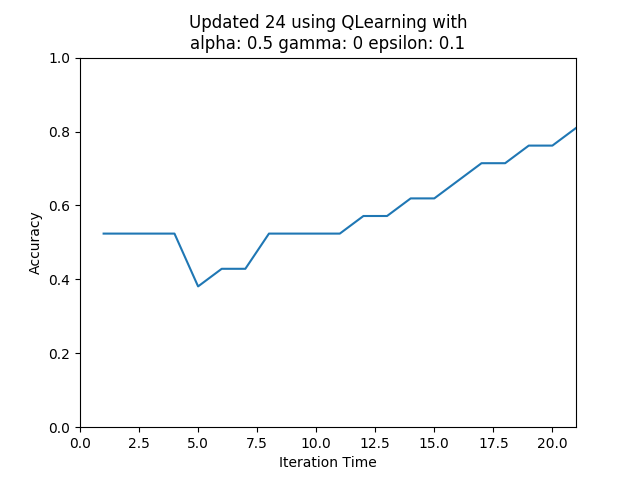 Updated 24 using QLearning with
alpha: 0.5 gamma: 0 epsilon: 0.1
1.0
0.8
0.6
0.4
0.2
0.0
Accuracy
0.0 2.5 5.0 7.5 10.0 12.5 15.0 17.5 20.0
Iteration Time